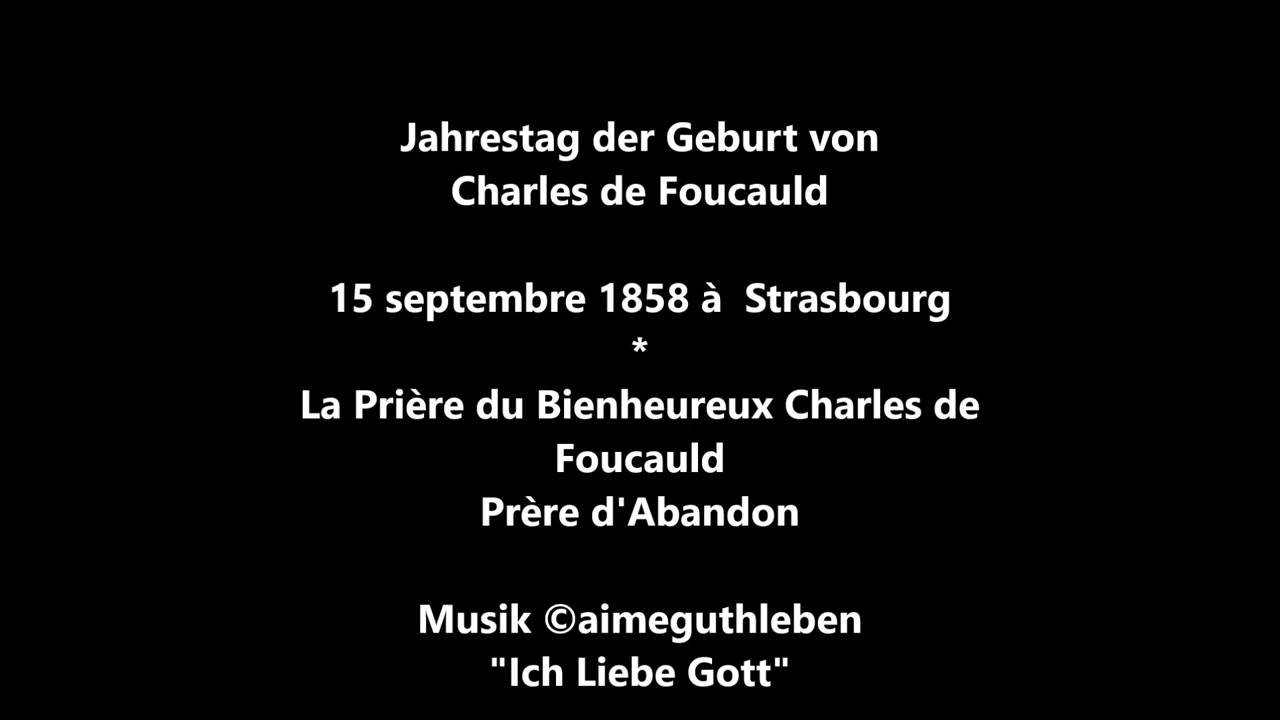 Jahrestag der Geburt von
Charles de Foucauld
15 septembre 1858 à  Strasbourg
*
La Prière du Bienheureux Charles de
Foucauld
Prère d'Abandon
Musik ©aimeguthleben
"Ich Liebe Gott"